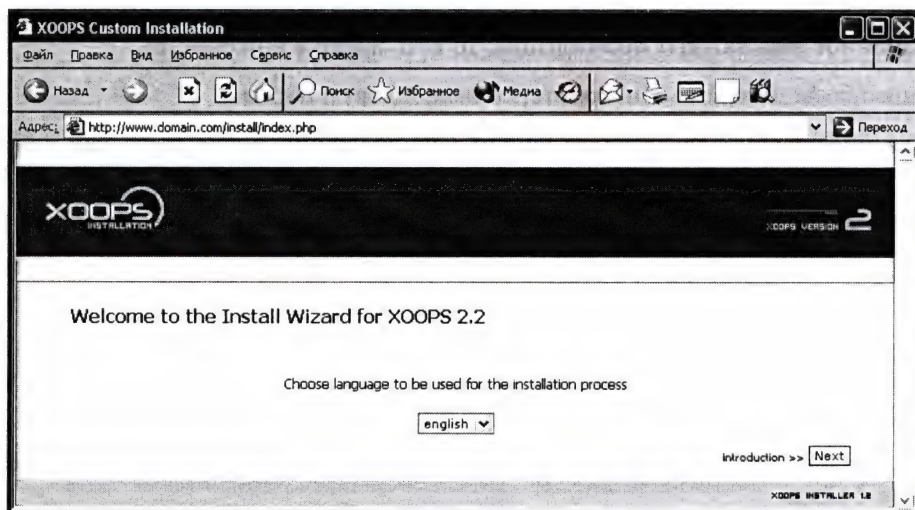 XOOPS Custom Installation
Файл Правка Вид Избранное Сервис Справка
Назад Поиск Избранное Медиа
Адрес: http://www.domain.com/install/index.php Переход
XOOPS
INSTALLATION
XOOPS VERSION 2
Welcome to the Install Wizard for XOOPS 2.2
Choose language to be used for the installation process
english
introduction >> Next
XOOPS INSTALLER 1.2